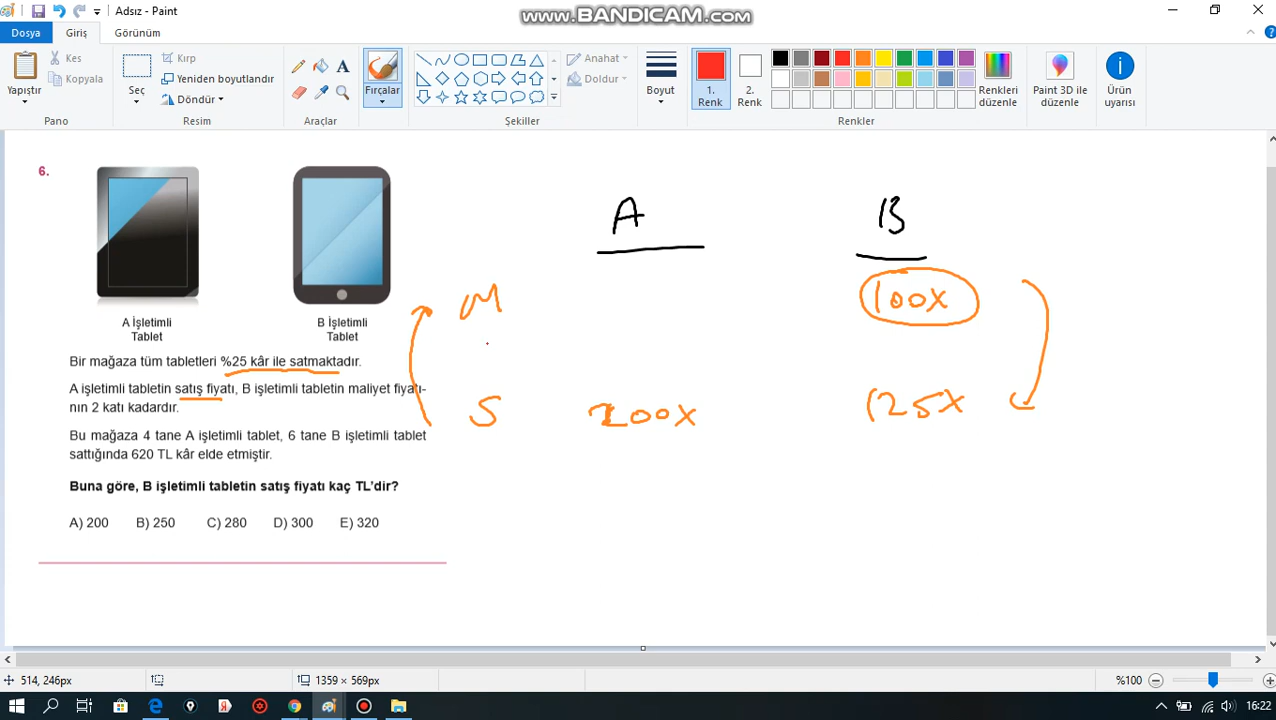 Adsız - Paint
www.BANDICAM.com
Dosya
Giriş
Görünüm
Yapıştır
Kes
Kopyala
Pano
Seç
Kırp
Yeniden boyutlandır
Döndür
Resim
A
Araçlar
Fırçalar
Anahat
Doldur
Şekiller
Boyut
1. Renk
2. Renk
Renkler
Renkleri düzenle
Paint 3D ile düzenle
Ürün uyarısı
6.
A İşletimli
Tablet
B İşletimli
Tablet
Bir mağaza tüm tabletleri %25 kâr ile satmaktadır.
A işletimli tabletin satış fiyatı, B işletimli tabletin maliyet fiyatı-
nın 2 katı kadardır.
Bu mağaza 4 tane A işletimli tablet, 6 tane B işletimli tablet
sattığında 620 TL kâr elde etmiştir.
Buna göre, B işletimli tabletin satış fiyatı kaç TL'dir?
A) 200 B) 250 C) 280 D) 300 E) 320
A B
M 100x
S 200x 125x
514, 246px
1359 × 569px
%100
16:22